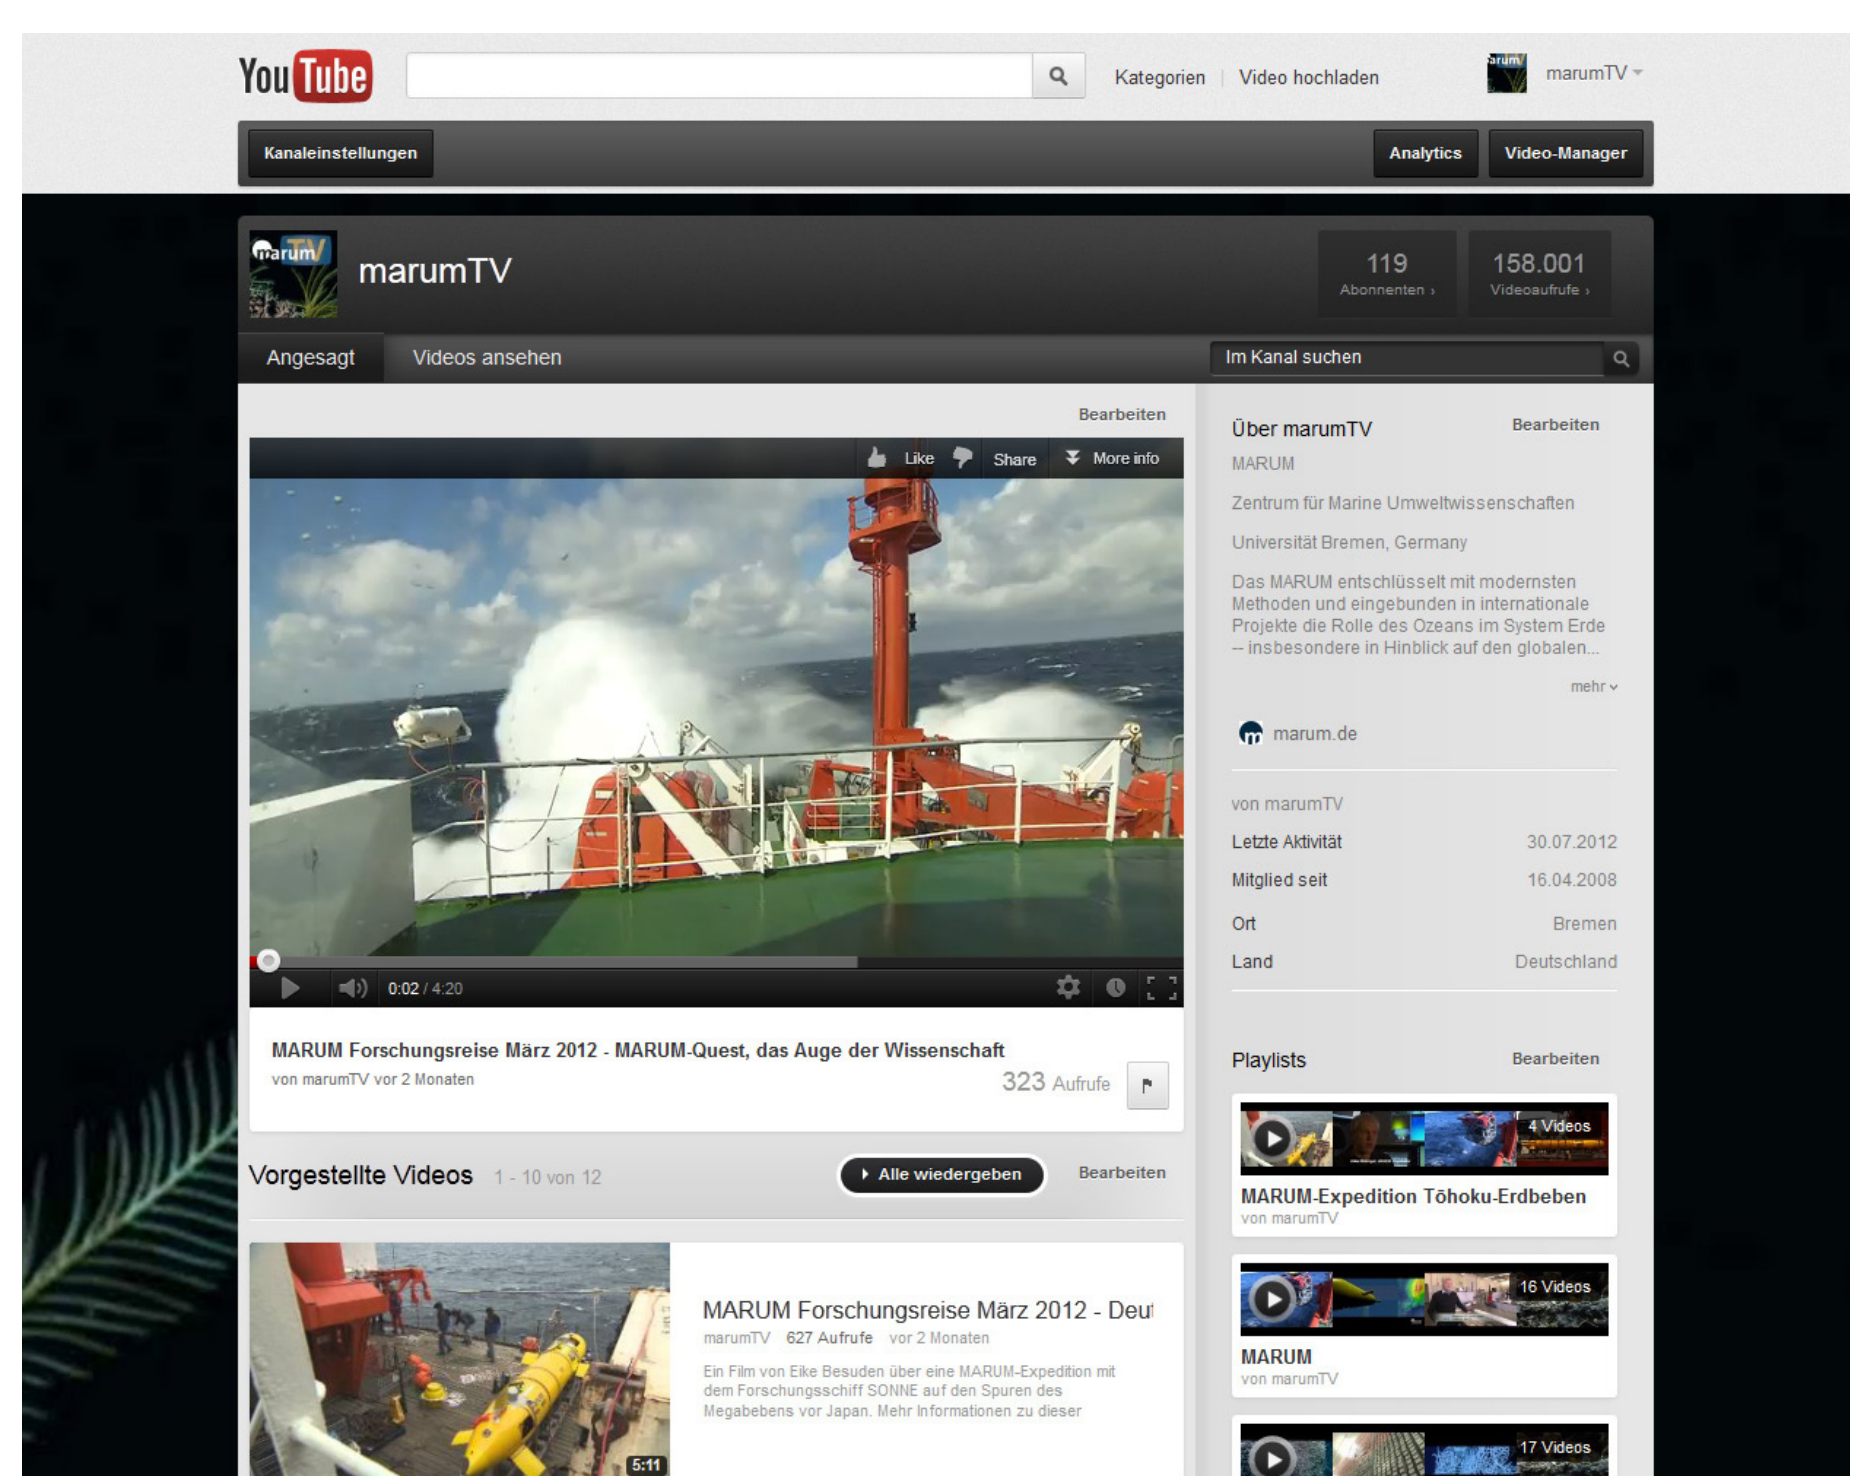 YouTube
Kategorien | Video hochladen
marumTV
Kanaleinstellungen
Analytics
Video-Manager
marumTV
marumTV
119
Abonnenten ›
158.001
Videoaufrufe ›
Angesagt
Videos ansehen
Im Kanal suchen
Bearbeiten
Like
Share
More info
0:02 / 4:20
MARUM Forschungsreise März 2012 - MARUM-Quest, das Auge der Wissenschaft
von marumTV vor 2 Monaten
323 Aufrufe
Vorgestellte Videos 1 - 10 von 12
Alle wiedergeben
Bearbeiten
5:11
MARUM Forschungsreise März 2012 - Deut
marumTV 627 Aufrufe vor 2 Monaten
Ein Film von Eike Besuden über eine MARUM-Expedition mit
dem Forschungsschiff SONNE auf den Spuren des
Megabebens vor Japan. Mehr Informationen zu dieser
Über marumTV
Bearbeiten
MARUM
Zentrum für Marine Umweltwissenschaften
Universität Bremen, Germany
Das MARUM entschlüsselt mit modernsten
Methoden und eingebunden in internationale
Projekte die Rolle des Ozeans im System Erde
-- insbesondere in Hinblick auf den globalen...
mehr
m marum.de
von marumTV
Letzte Aktivität 30.07.2012
Mitglied seit 16.04.2008
Ort Bremen
Land Deutschland
Playlists
Bearbeiten
4 Videos
MARUM-Expedition Tōhoku-Erdbeben
von marumTV
16 Videos
MARUM
von marumTV
17 Videos